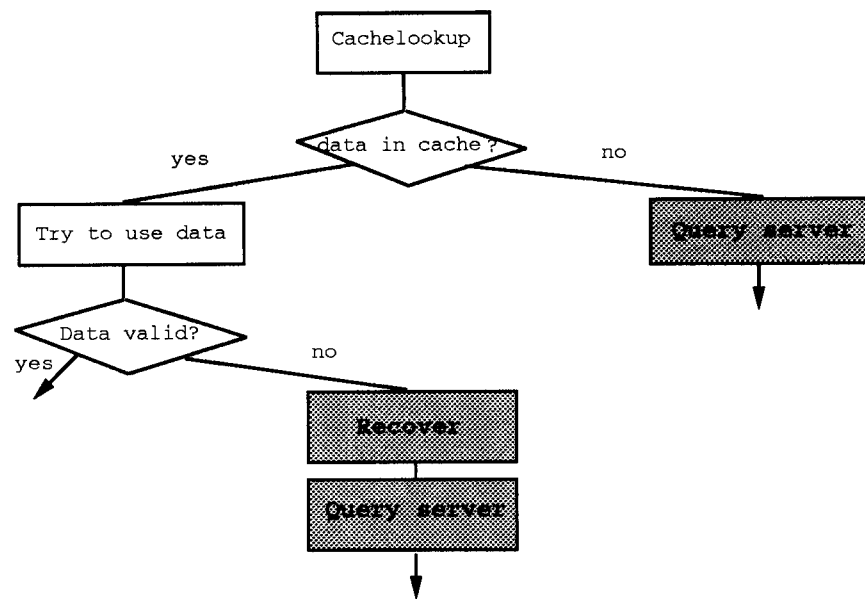 Cachelookup
data in cache?
yes
no
Try to use data
Query server
Data valid?
yes
no
Recover
Query server